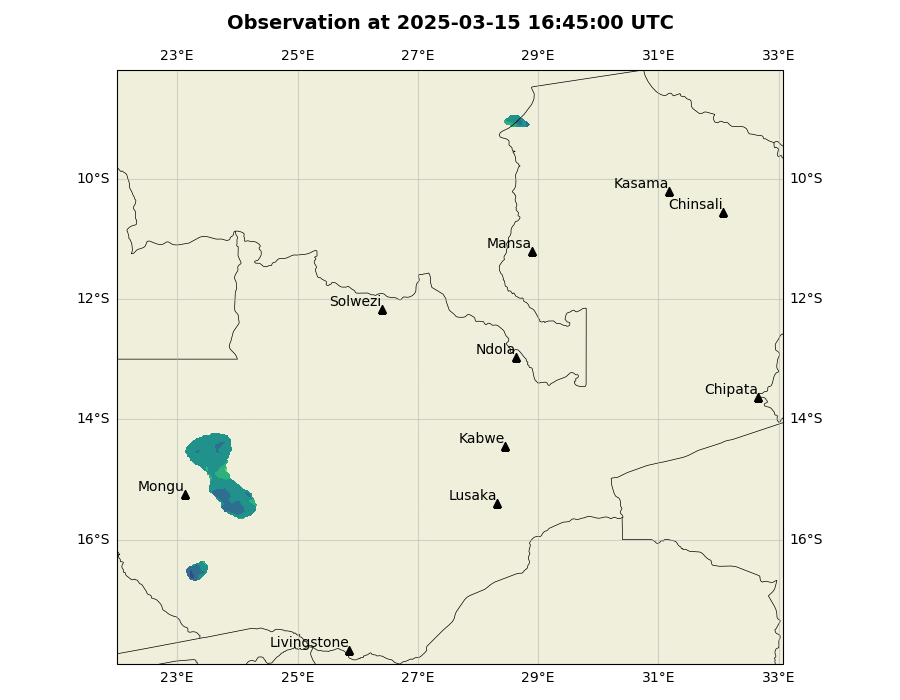 Observation at 2025-03-15 16:45:00 UTC
23°E 25°E 27°E 29°E 31°E 33°E
10°S 10°S
Kasama
Chinsali
Mansa
12°S 12°S
Solwezi
Ndola
Chipata
14°S 14°S
Kabwe
Mongu
Lusaka
16°S 16°S
Livingstone
23°E 25°E 27°E 29°E 31°E 33°E